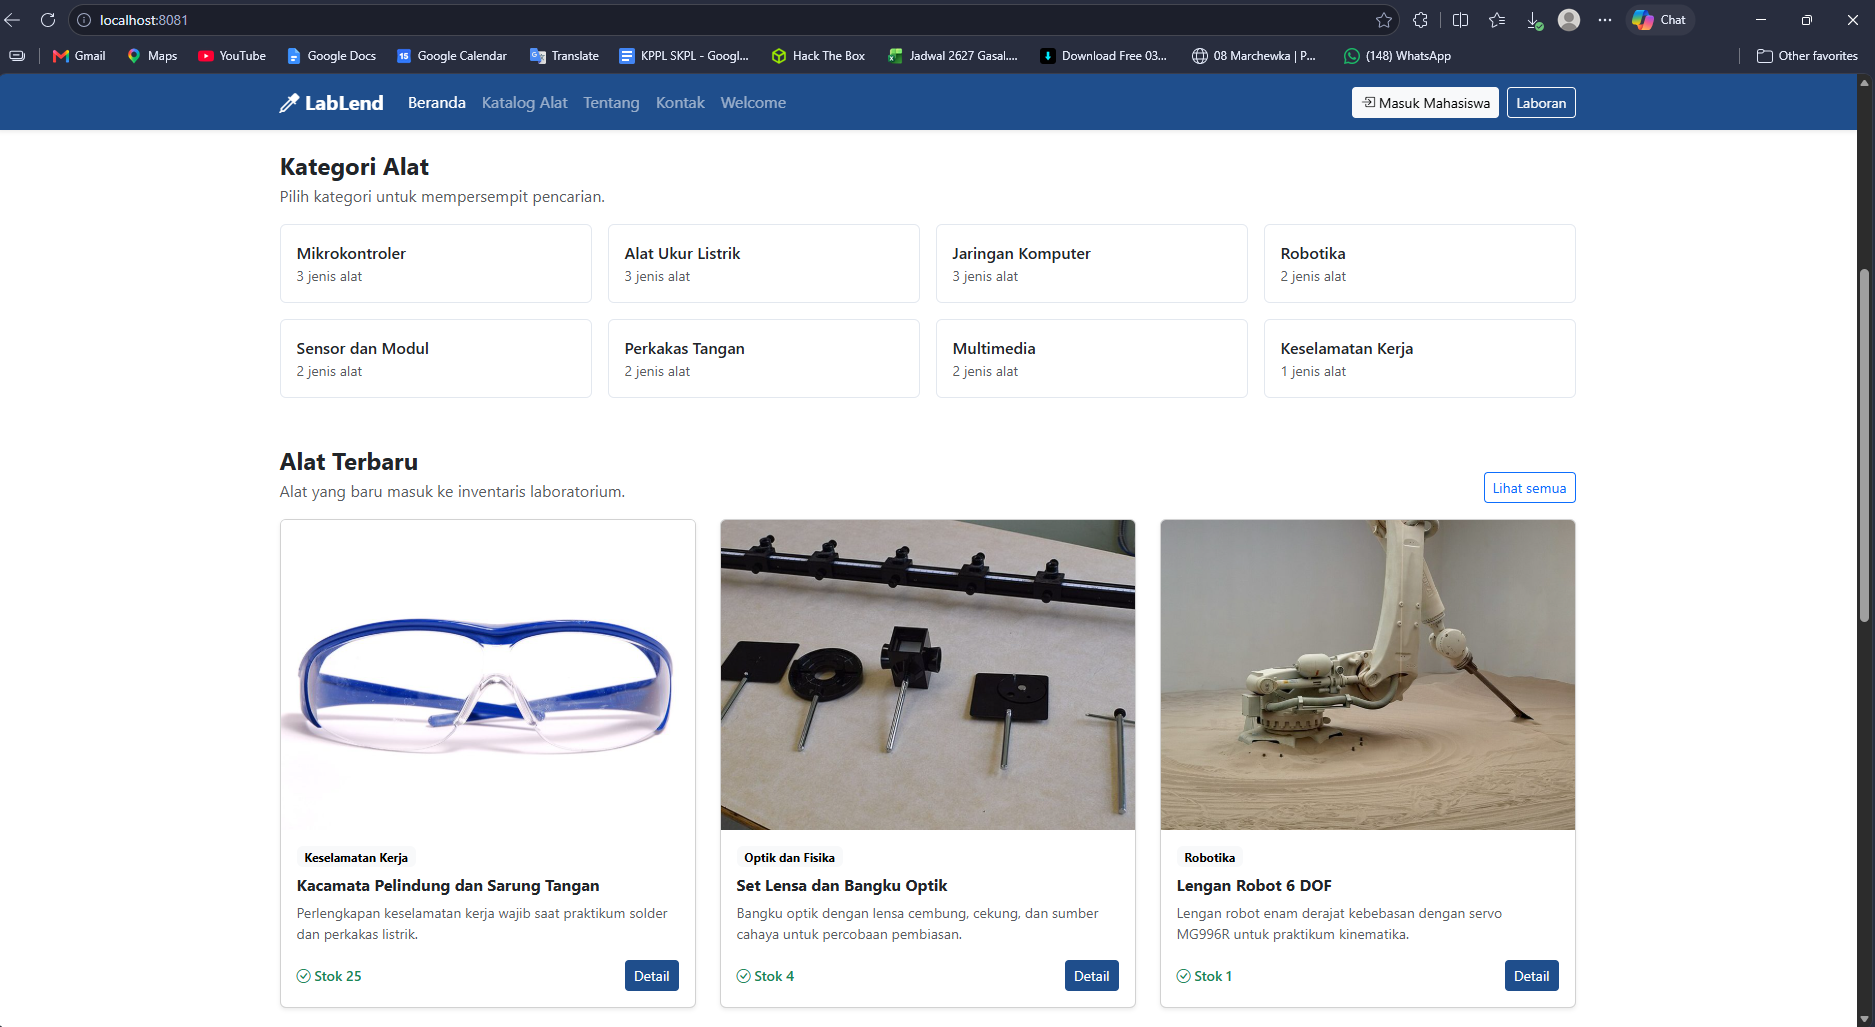 localhost:8081
Chat
Gmail
Maps
YouTube
Google Docs
15 Google Calendar
Translate
KPPL SKPL - Googl...
Hack The Box
Jadwal 2627 Gasal....
Download Free 03...
08 Marchewka | P...
(148) WhatsApp
Other favorites
LabLend
Beranda
Katalog Alat
Tentang
Kontak
Welcome
Masuk Mahasiswa
Laboran
Kategori Alat
Pilih kategori untuk mempersempit pencarian.
Mikrokontroler
3 jenis alat
Alat Ukur Listrik
3 jenis alat
Jaringan Komputer
3 jenis alat
Robotika
2 jenis alat
Sensor dan Modul
2 jenis alat
Perkakas Tangan
2 jenis alat
Multimedia
2 jenis alat
Keselamatan Kerja
1 jenis alat
Alat Terbaru
Alat yang baru masuk ke inventaris laboratorium.
Lihat semua
Keselamatan Kerja
Kacamata Pelindung dan Sarung Tangan
Perlengkapan keselamatan kerja wajib saat praktikum solder
dan perkakas listrik.
Stok 25
Detail
Optik dan Fisika
Set Lensa dan Bangku Optik
Bangku optik dengan lensa cembung, cekung, dan sumber
cahaya untuk percobaan pembiasan.
Stok 4
Detail
Robotika
Lengan Robot 6 DOF
Lengan robot enam derajat kebebasan dengan servo
MG996R untuk praktikum kinematika.
Stok 1
Detail